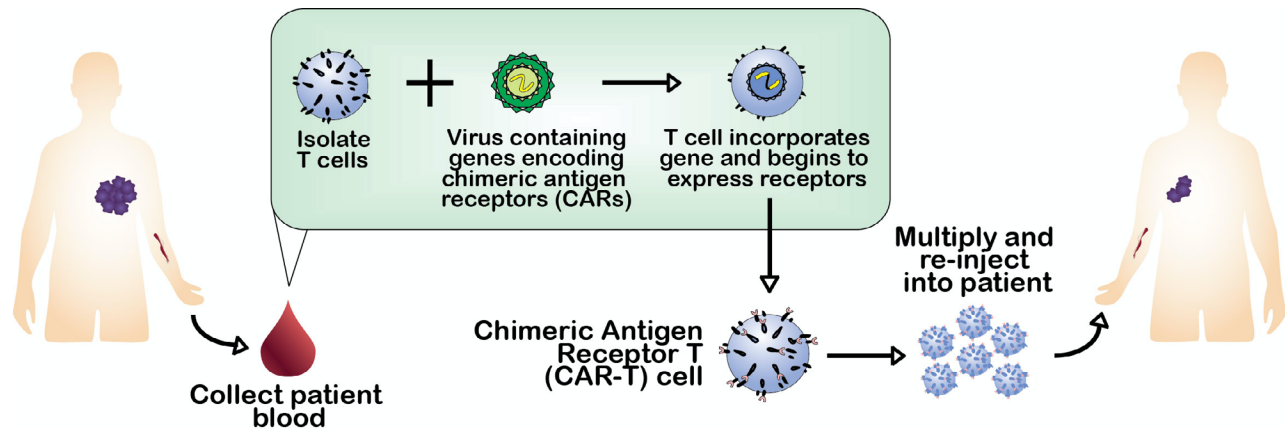 Isolate
T cells
Virus containing
genes encoding
chimeric antigen
receptors (CARs)
T cell incorporates
gene and begins to
express receptors
Collect patient
blood
Chimeric Antigen
Receptor T
(CAR-T) cell
Multiply and
re-inject
into patient